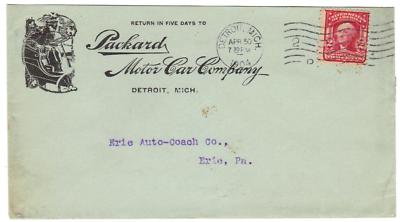 RETURN IN FIVE DAYS TO
Packard
Motor Car Company
DETROIT, MICH.
DETROIT, MICH.
APR 30
1904
Erie Auto-Coach Co.,
Erie, Pa.